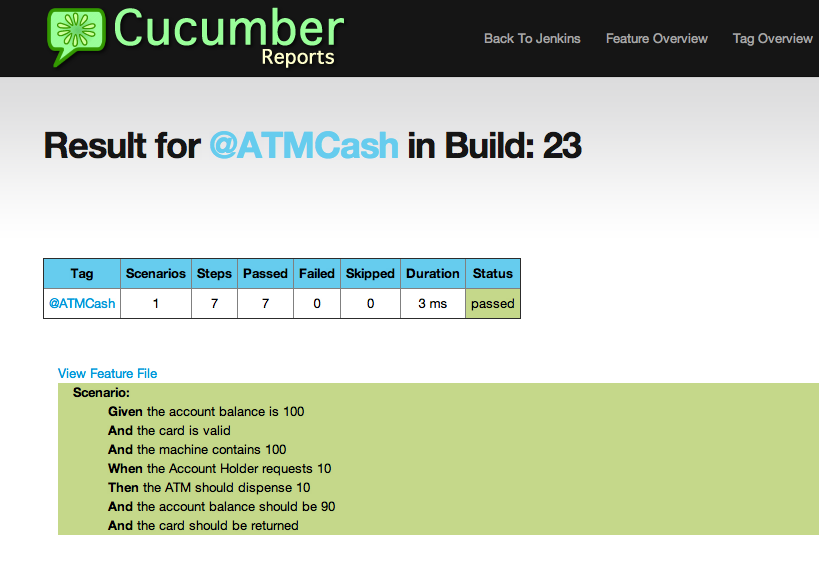 Cucumber
Reports
Back To Jenkins Feature Overview Tag Overview
Result for @ATMCash in Build: 23
Tag Scenarios Steps Passed Failed Skipped Duration Status
@ATMCash 1 7 7 0 0 3 ms passed
View Feature File
Scenario:
Given the account balance is 100
And the card is valid
And the machine contains 100
When the Account Holder requests 10
Then the ATM should dispense 10
And the account balance should be 90
And the card should be returned